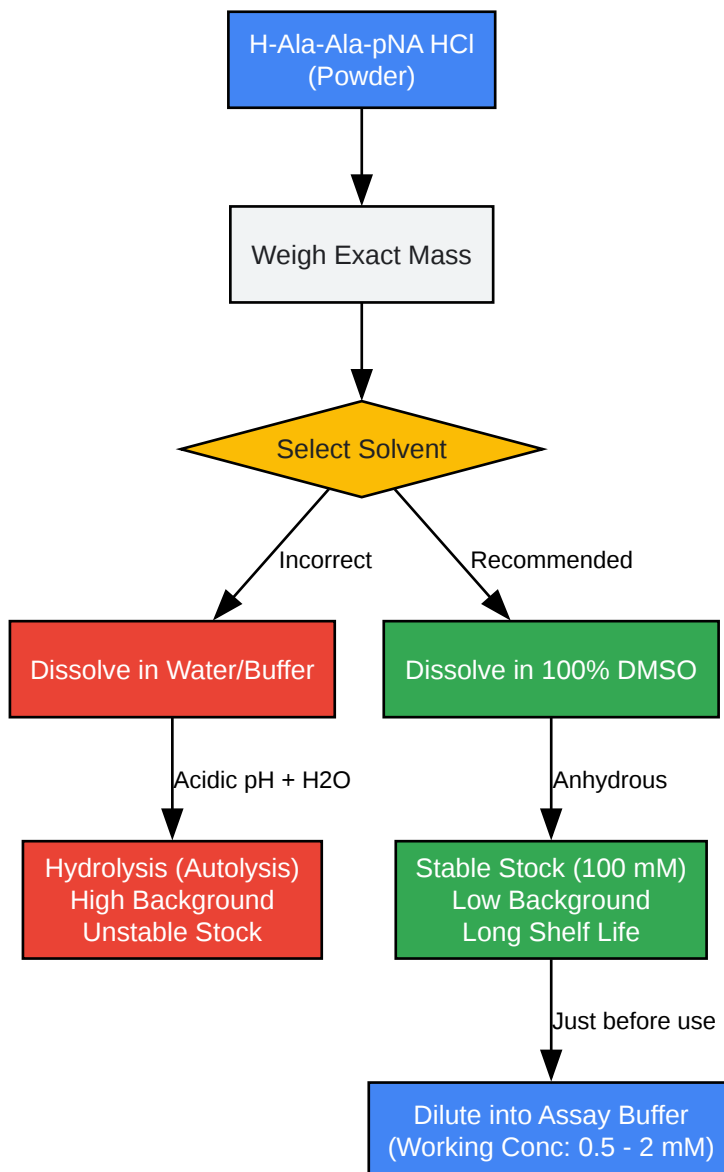 H-Ala-Ala-pNA HCl
(Powder)
Weigh Exact Mass
Select Solvent
Incorrect
Recommended
Dissolve in Water/Buffer
Dissolve in 100% DMSO
Acidic pH + H2O
Anhydrous
Hydrolysis (Autolysis)
High Background
Unstable Stock
Stable Stock (100 mM)
Low Background
Long Shelf Life
Just before use
Dilute into Assay Buffer
(Working Conc: 0.5 - 2 mM)